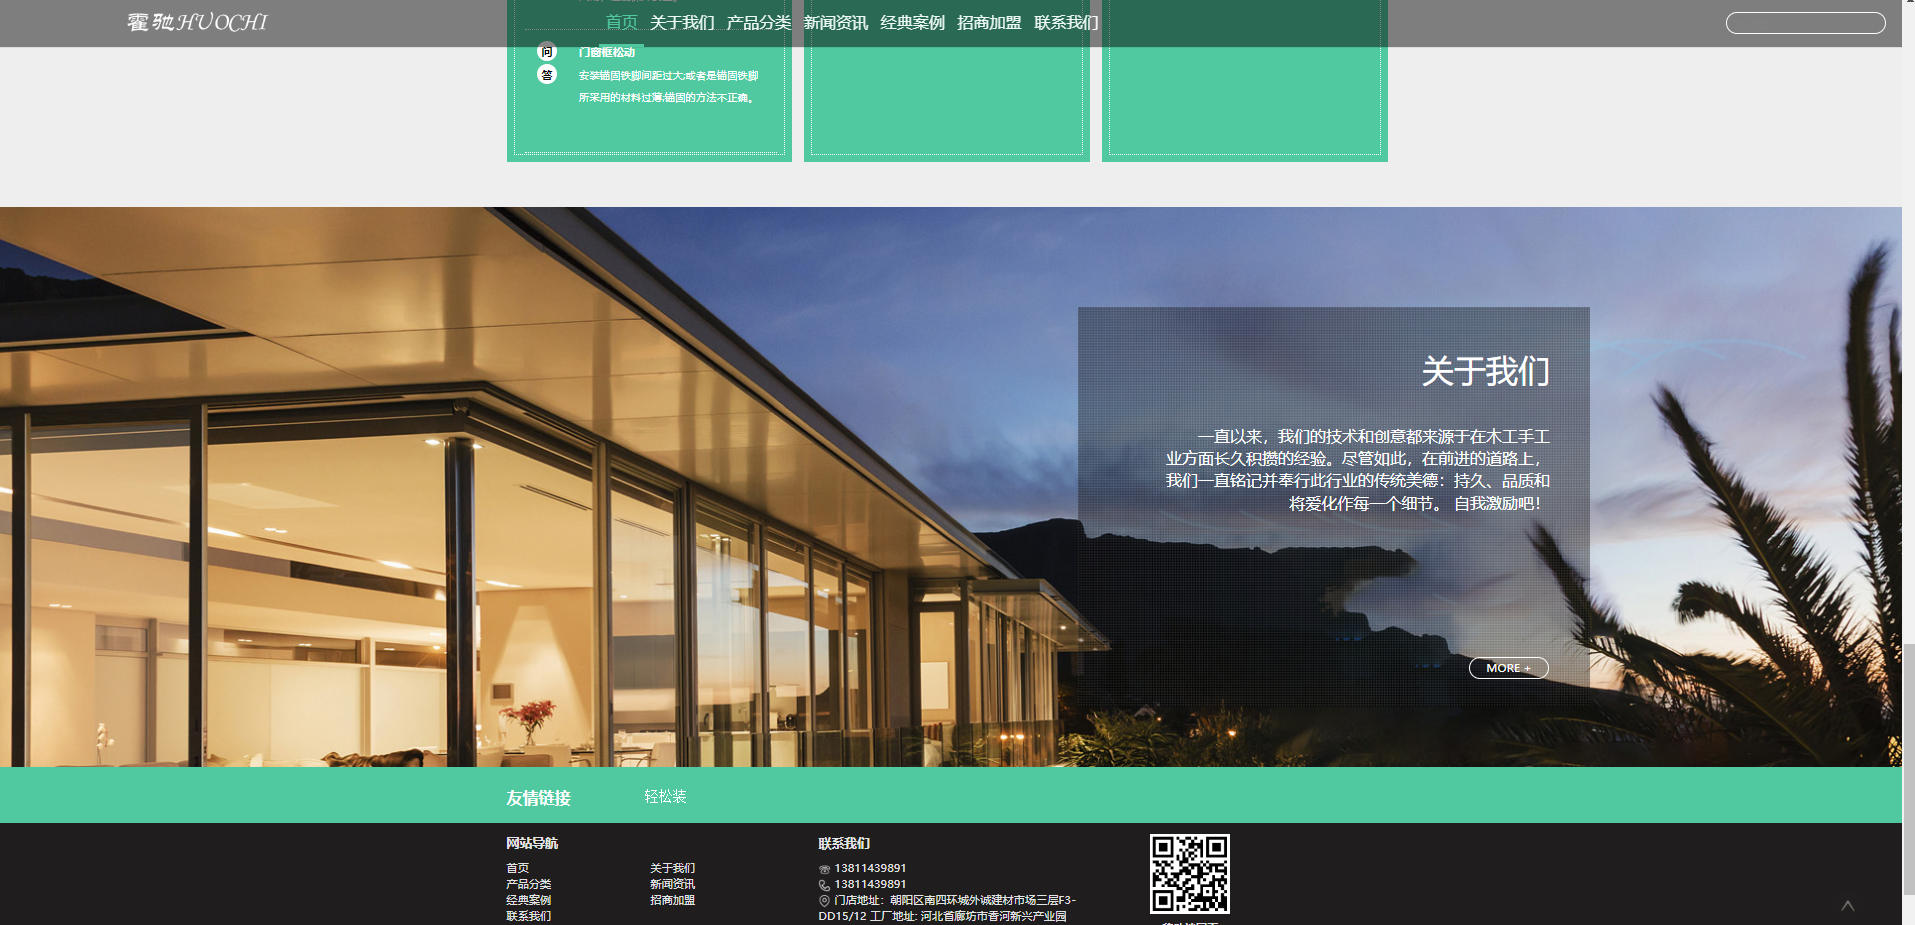 霍驰HUOCHI
首页 关于我们 产品分类 新闻资讯 经典案例 招商加盟 联系我们
问 门窗框松动
答 安装锚固铁脚间距过大;或者是锚固铁脚
所采用的材料过薄;锚固的方法不正确。
关于我们
一直以来，我们的技术和创意都来源于在木工手工
业方面长久积攒的经验。尽管如此，在前进的道路上，
我们一直铭记并奉行此行业的传统美德：持久、品质和
将爱化作每一个细节。 自我激励吧！
MORE +
友情链接 轻松装
网站导航
首页 关于我们
产品分类 新闻资讯
经典案例 招商加盟
联系我们
联系我们
13811439891
13811439891
门店地址：朝阳区南四环城外诚建材市场三层F3-
DD15/12 工厂地址: 河北首廊坊市香河新兴产业园